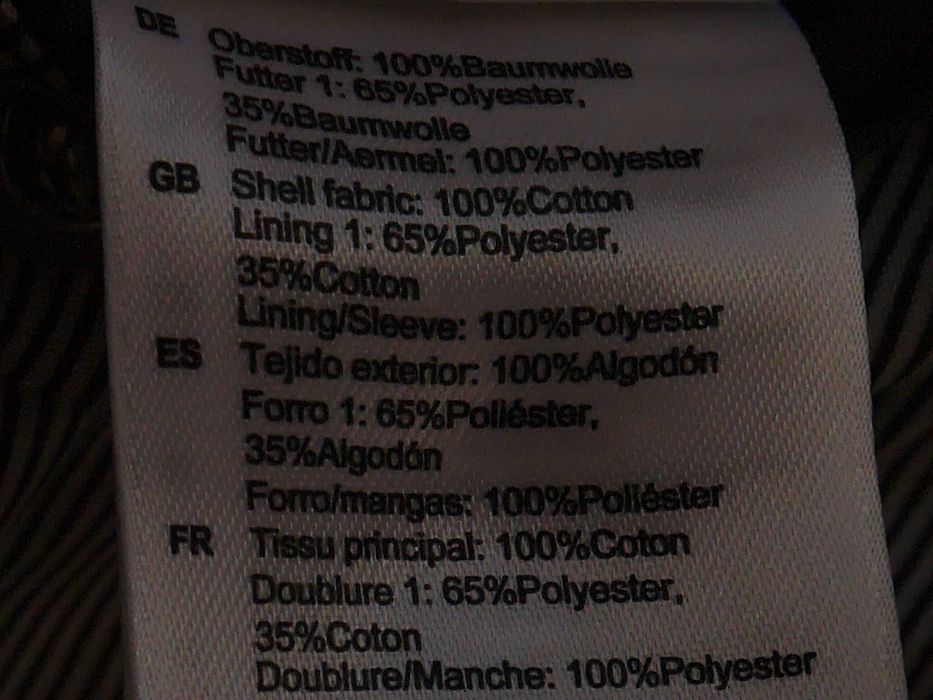 DE Oberstoff: 100%Baumwolle
Futter 1: 65%Polyester,
35%Baumwolle
Futter/Aermel: 100%Polyester
GB Shell fabric: 100%Cotton
Lining 1: 65%Polyester,
35%Cotton
Lining/Sleeve: 100%Polyester
ES Tejido exterior: 100%Algodón
Forro 1: 65%Poliéster,
35%Algodón
Forro/mangas: 100%Poliéster
FR Tissu principal: 100%Coton
Doublure 1: 65%Polyester,
35%Coton
Doublure/Manche: 100%Polyester